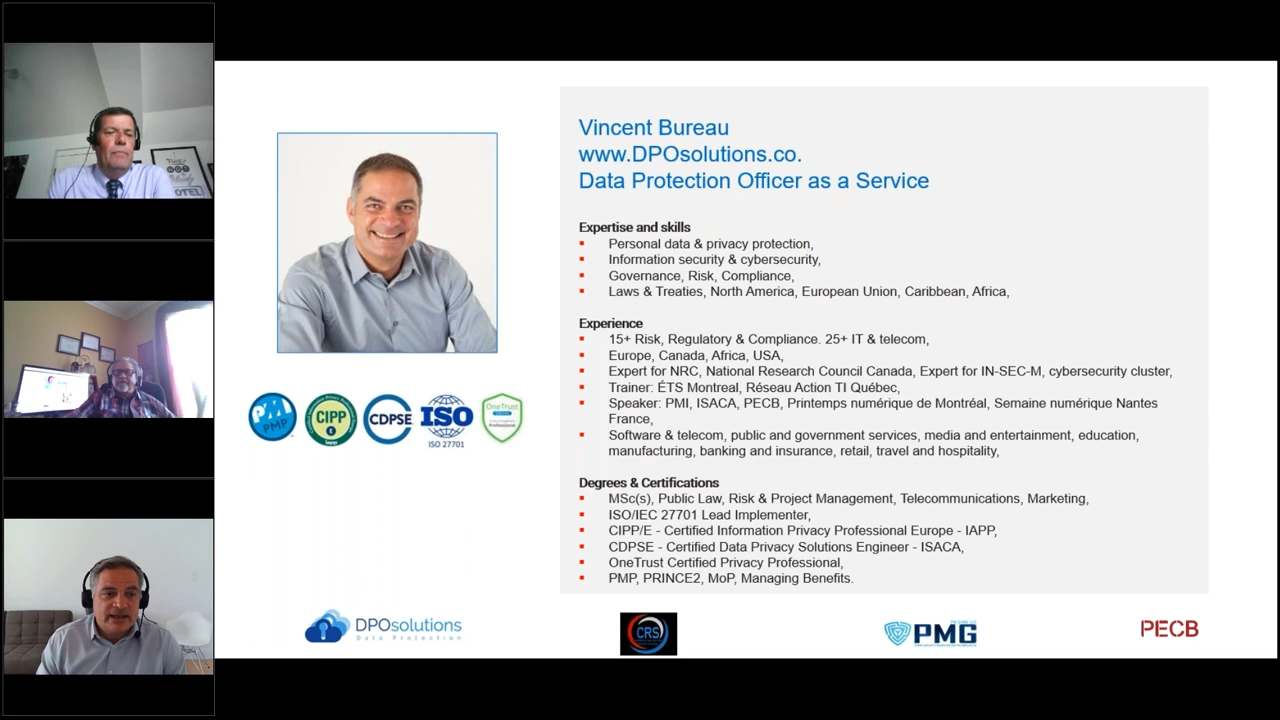 THIS
IS NOT
OTEL
Vincent Bureau
www.DPOsolutions.co.
Data Protection Officer as a Service
Expertise and skills
Personal data & privacy protection,
Information security & cybersecurity,
Governance, Risk, Compliance,
Laws & Treaties, North America, European Union, Caribbean, Africa,
Experience
15+ Risk, Regulatory & Compliance. 25+ IT & telecom,
Europe, Canada, Africa, USA,
Expert for NRC, National Research Council Canada, Expert for IN-SEC-M, cybersecurity cluster,
Trainer: ÉTS Montreal, Réseau Action TI Québec,
Speaker: PMI, ISACA, PECB, Printemps numérique de Montréal, Semaine numérique Nantes
France,
Software & telecom, public and government services, media and entertainment, education,
manufacturing, banking and insurance, retail, travel and hospitality,
Degrees & Certifications
MSc(s), Public Law, Risk & Project Management, Telecommunications, Marketing,
ISO/IEC 27701 Lead Implementer,
CIPP/E - Certified Information Privacy Professional Europe - IAPP,
CDPSE - Certified Data Privacy Solutions Engineer - ISACA,
OneTrust Certified Privacy Professional,
PMP, PRINCE2, MoP, Managing Benefits.
PMI
PMP
CIPP
E
iapp
CDPSE
ISO
ISO 27701
OneTrust
Professional
DPOsolutions
Data Protection
CRS
PMG
PECB